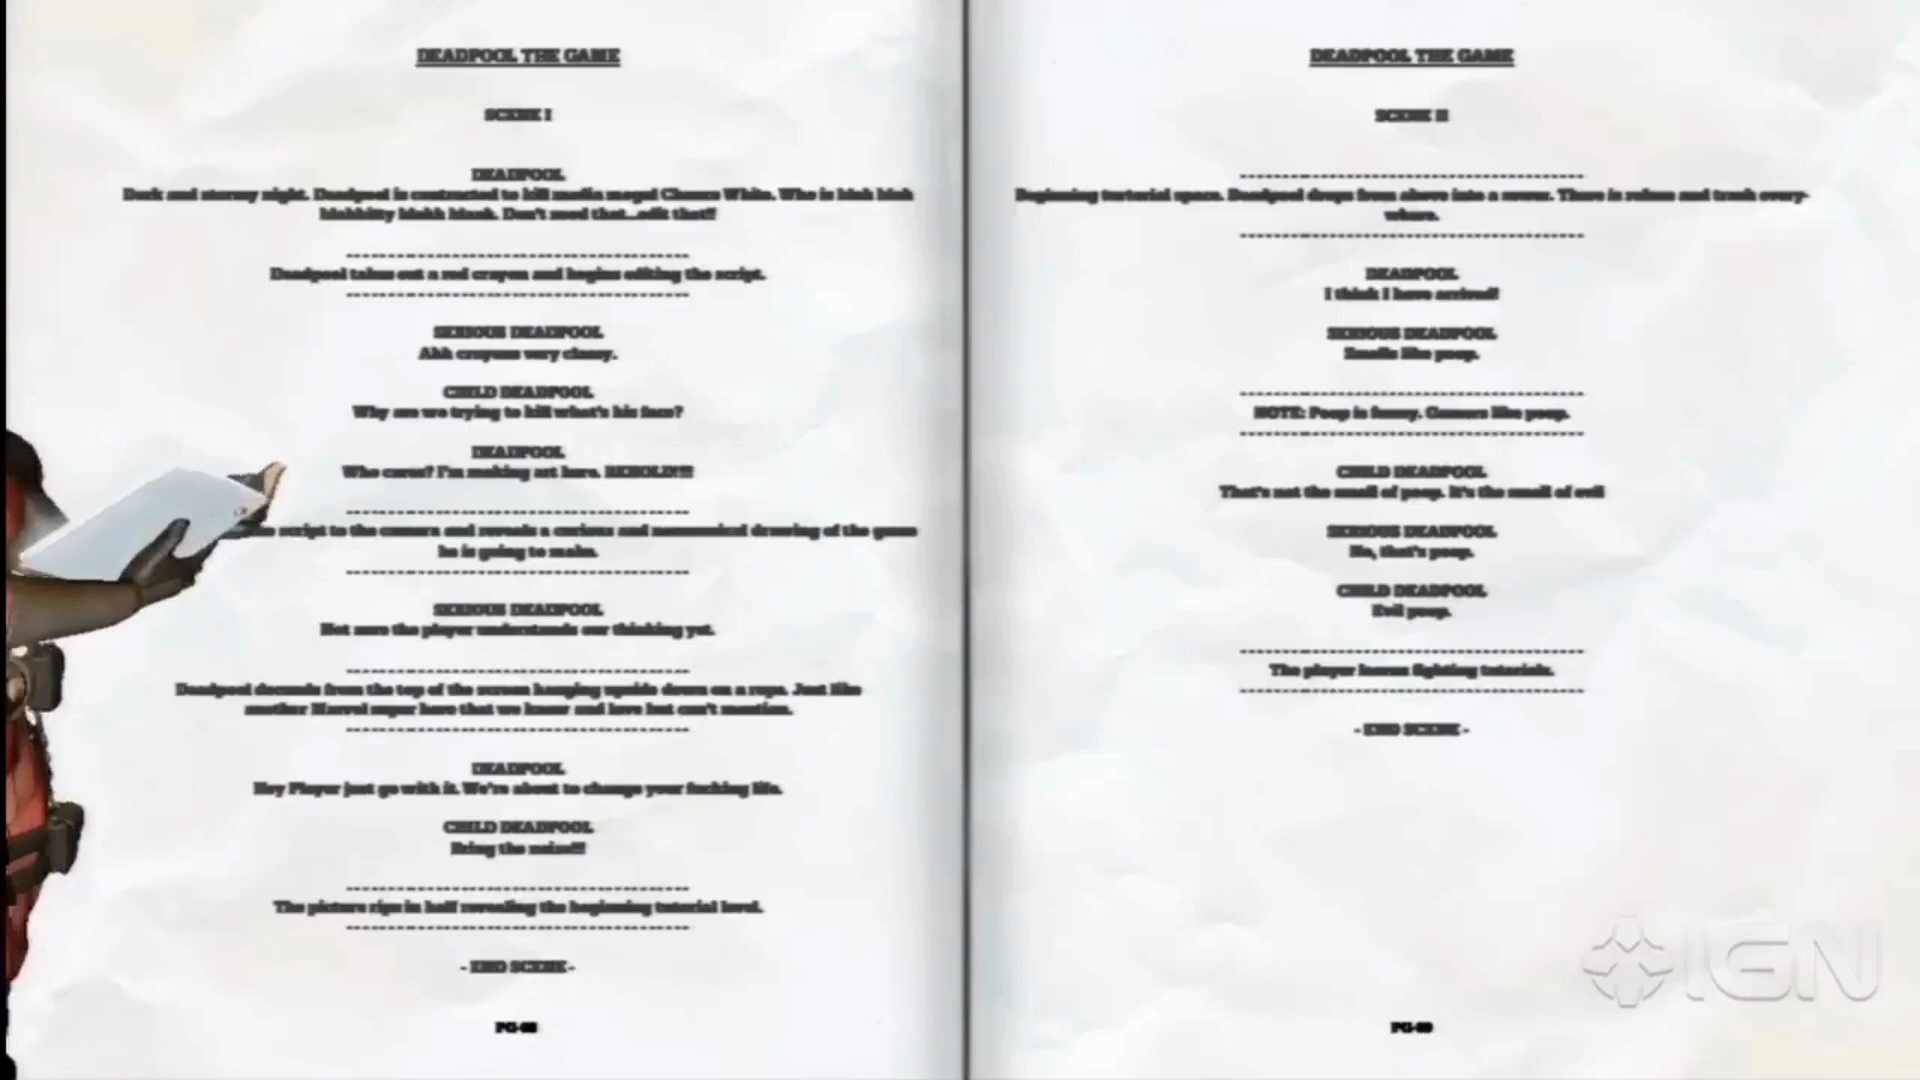 DEADPOOL THE GAME
SCENE I
DEADPOOL
Dark and stormy night. Deadpool is contracted to kill media mogul Chance White. Who is blah blah
blahbitty blahh blaah. Don't need that...edit that!!
Deadpool takes out a red crayon and begins editing the script.
SERIOUS DEADPOOL
Ahh crayons very classy.
CHILD DEADPOOL
Why are we trying to kill what's his face?
DEADPOOL
Who cares? I'm making art here. BEHOLD!!!!
script to the camera and reveals a curious and nonsensical drawing of the game
he is going to make.
SERIOUS DEADPOOL
Not sure the player understands our thinking yet.
Deadpool decends from the top of the screen hanging upside down on a rope. Just like
another Marvel super hero that we know and love but can't mention.
DEADPOOL
Hey Player just go with it. We're about to change your fucking life.
CHILD DEADPOOL
Bring the noise!!!
The picture rips in half revealing the beginning tutorial level.
- END SCENE -
DEADPOOL THE GAME
SCENE II
Beginning tortorial space. Deadpool drops from above into a sewer. There is refuse and trash every-
where.
DEADPOOL
I think I have arrived!
SERIOUS DEADPOOL
Smells like poop.
NOTE: Poop is funny. Gamers like poop.
CHILD DEADPOOL
That's not the smell of poop. It's the smell of evil
SERIOUS DEADPOOL
No, that's poop.
CHILD DEADPOOL
Evil poop.
The player learns fighting tutorials.
- END SCENE -
IGN